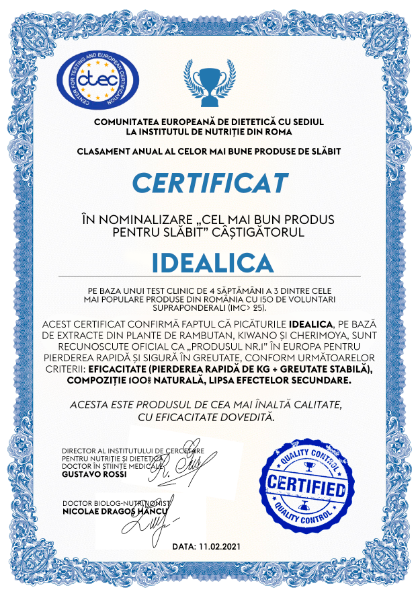 ctec
CENTER FOR TESTING AND EUROPEAN CERTIFICATION
COMUNITATEA EUROPEANĂ DE DIETETICĂ CU SEDIUL
LA INSTITUTUL DE NUTRIȚIE DIN ROMA
CLASAMENT ANUAL AL CELOR MAI BUNE PRODUSE DE SLĂBIT
CERTIFICAT
ÎN NOMINALIZARE „CEL MAI BUN PRODUS
PENTRU SLĂBIT” CÂȘTIGĂTORUL
IDEALICA
PE BAZA UNUI TEST CLINIC DE 4 SĂPTĂMÂNI A 3 DINTRE CELE
MAI POPULARE PRODUSE DIN ROMÂNIA CU 150 DE VOLUNTARI
SUPRAPONDERALI (IMC> 25).
ACEST CERTIFICAT CONFIRMĂ FAPTUL CĂ PICĂTURILE IDEALICA, PE BAZĂ
DE EXTRACTE DIN PLANTE DE RAMBUTAN, KIWANO ȘI CHERIMOYA, SUNT
RECUNOSCUTE OFICIAL CA „PRODUSUL NR.1” ÎN EUROPA PENTRU
PIERDEREA RAPIDĂ ȘI SIGURĂ ÎN GREUTATE, CONFORM URMĂTOARELOR
CRITERII: EFICACITATE (PIERDEREA RAPIDĂ DE KG + GREUTATE STABILĂ),
COMPOZIȚIE 100% NATURALĂ, LIPSA EFECTELOR SECUNDARE.
ACESTA ESTE PRODUSUL DE CEA MAI ÎNALTĂ CALITATE,
CU EFICACITATE DOVEDITĂ.
DIRECTOR AL INSTITUTULUI DE CERCETARE
PENTRU NUTRIȚIE ȘI DIETETICĂ,
DOCTOR ÎN ȘTIINȚE MEDICALE
GUSTAVO ROSSI
DOCTOR BIOLOG-NUTRIȚIONIST
NICOLAE DRAGOȘ HÂNCU
QUALITY CONTROL
CERTIFIED
QUALITY CONTROL
DATA: 11.02.2021